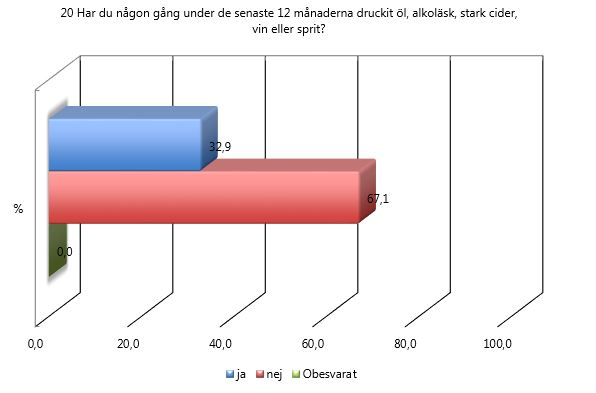 20 Har du någon gång under de senaste 12 månaderna druckit öl, alkoläsk, stark cider,
vin eller sprit?
32,9
67,1
%
0,0
0,0 20,0 40,0 60,0 80,0 100,0
ja nej Obesvarat